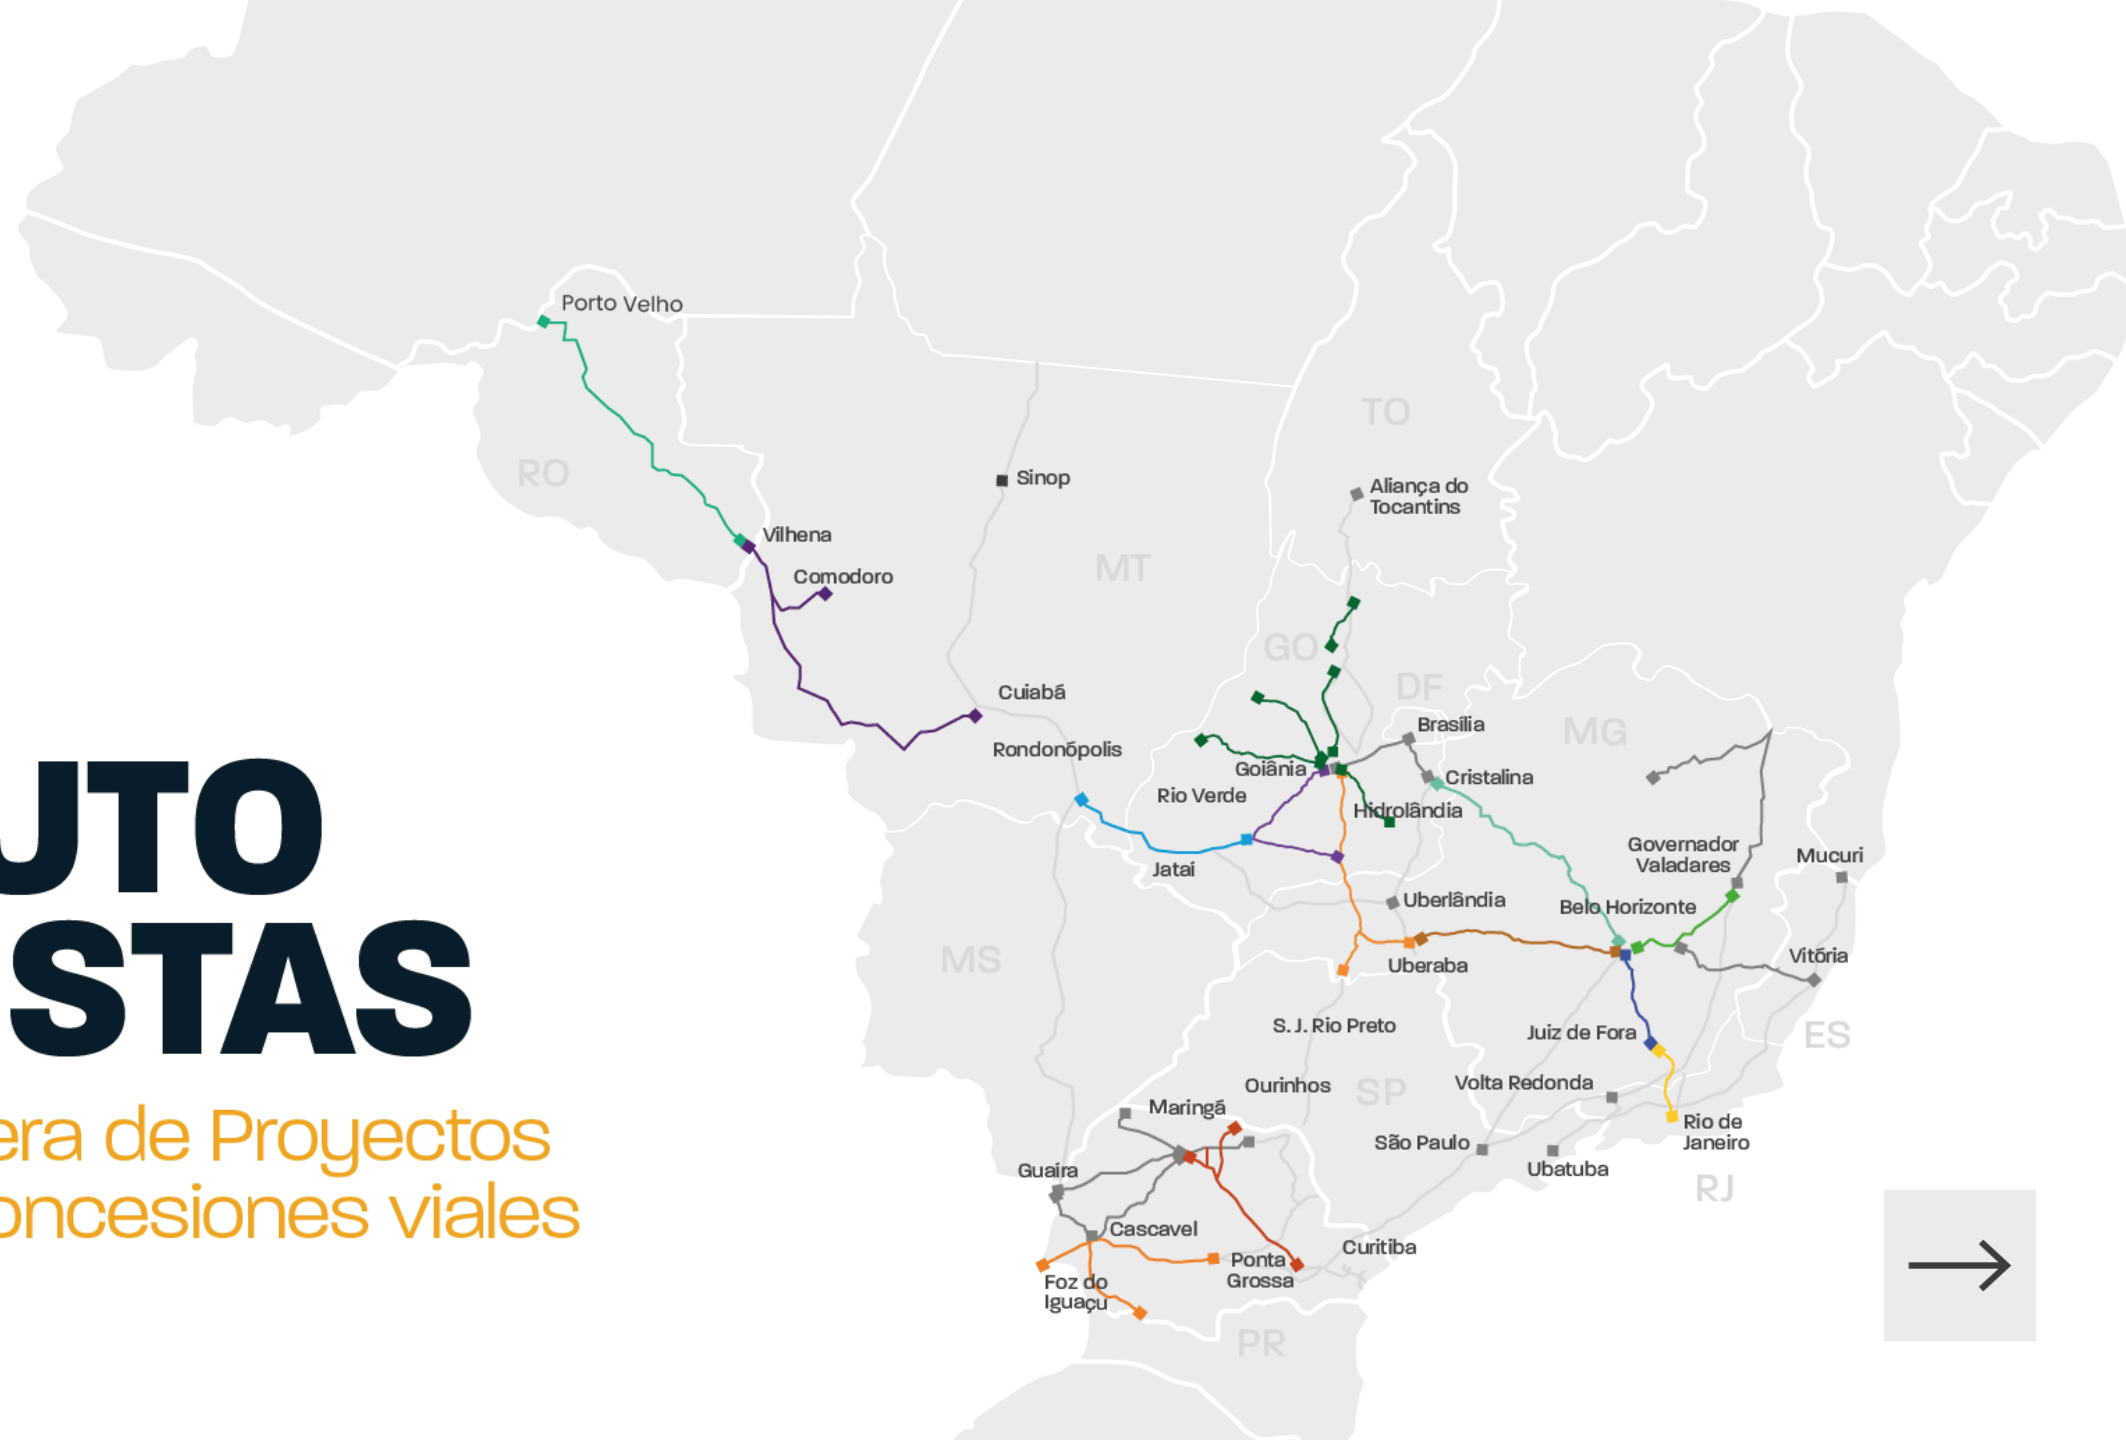 Porto Velho
TO
RO
Sinop
Aliança do
Tocantins
Vilhena
MT
Comodoro
GO
DF
Cuiabá
Brasília
MG
Rondonópolis
Goiânia
Cristalina
Rio Verde
Hidrolândia
Governador
Valadares
Mucuri
Jataí
Uberlândia
Belo Horizonte
MS
Uberaba
Vitória
S. J. Rio Preto
Juiz de Fora
ES
Ourinhos
SP
Volta Redonda
Maringá
Rio de
Janeiro
São Paulo
Guaíra
Ubatuba
RJ
Cascavel
Curitiba
Ponta
Grossa
Foz do
Iguaçu
PR
UTO
STAS
era de Proyectos
oncesiones viales